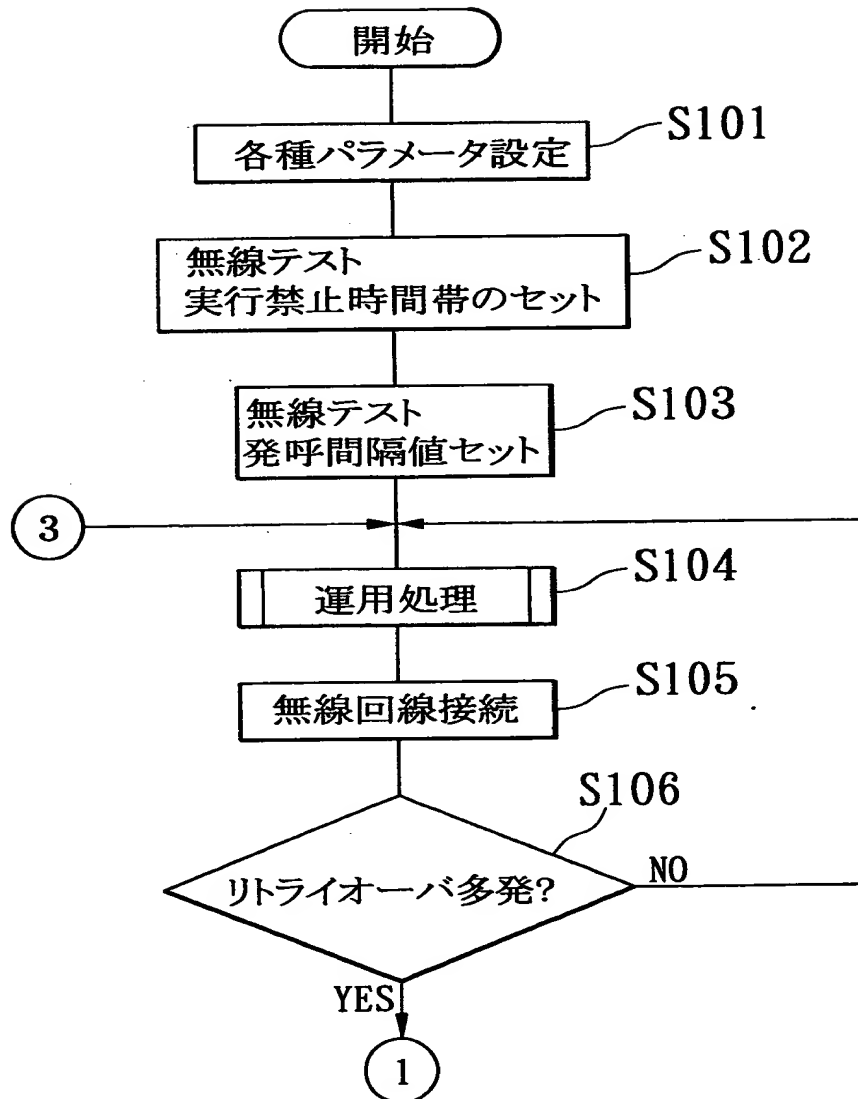 開始
各種パラメータ設定
S101
無線テスト
実行禁止時間帯のセット
S102
無線テスト
発呼間隔値セット
S103
3
運用処理
S104
無線回線接続
S105
S106
リトライオーバ多発?
NO
YES
1